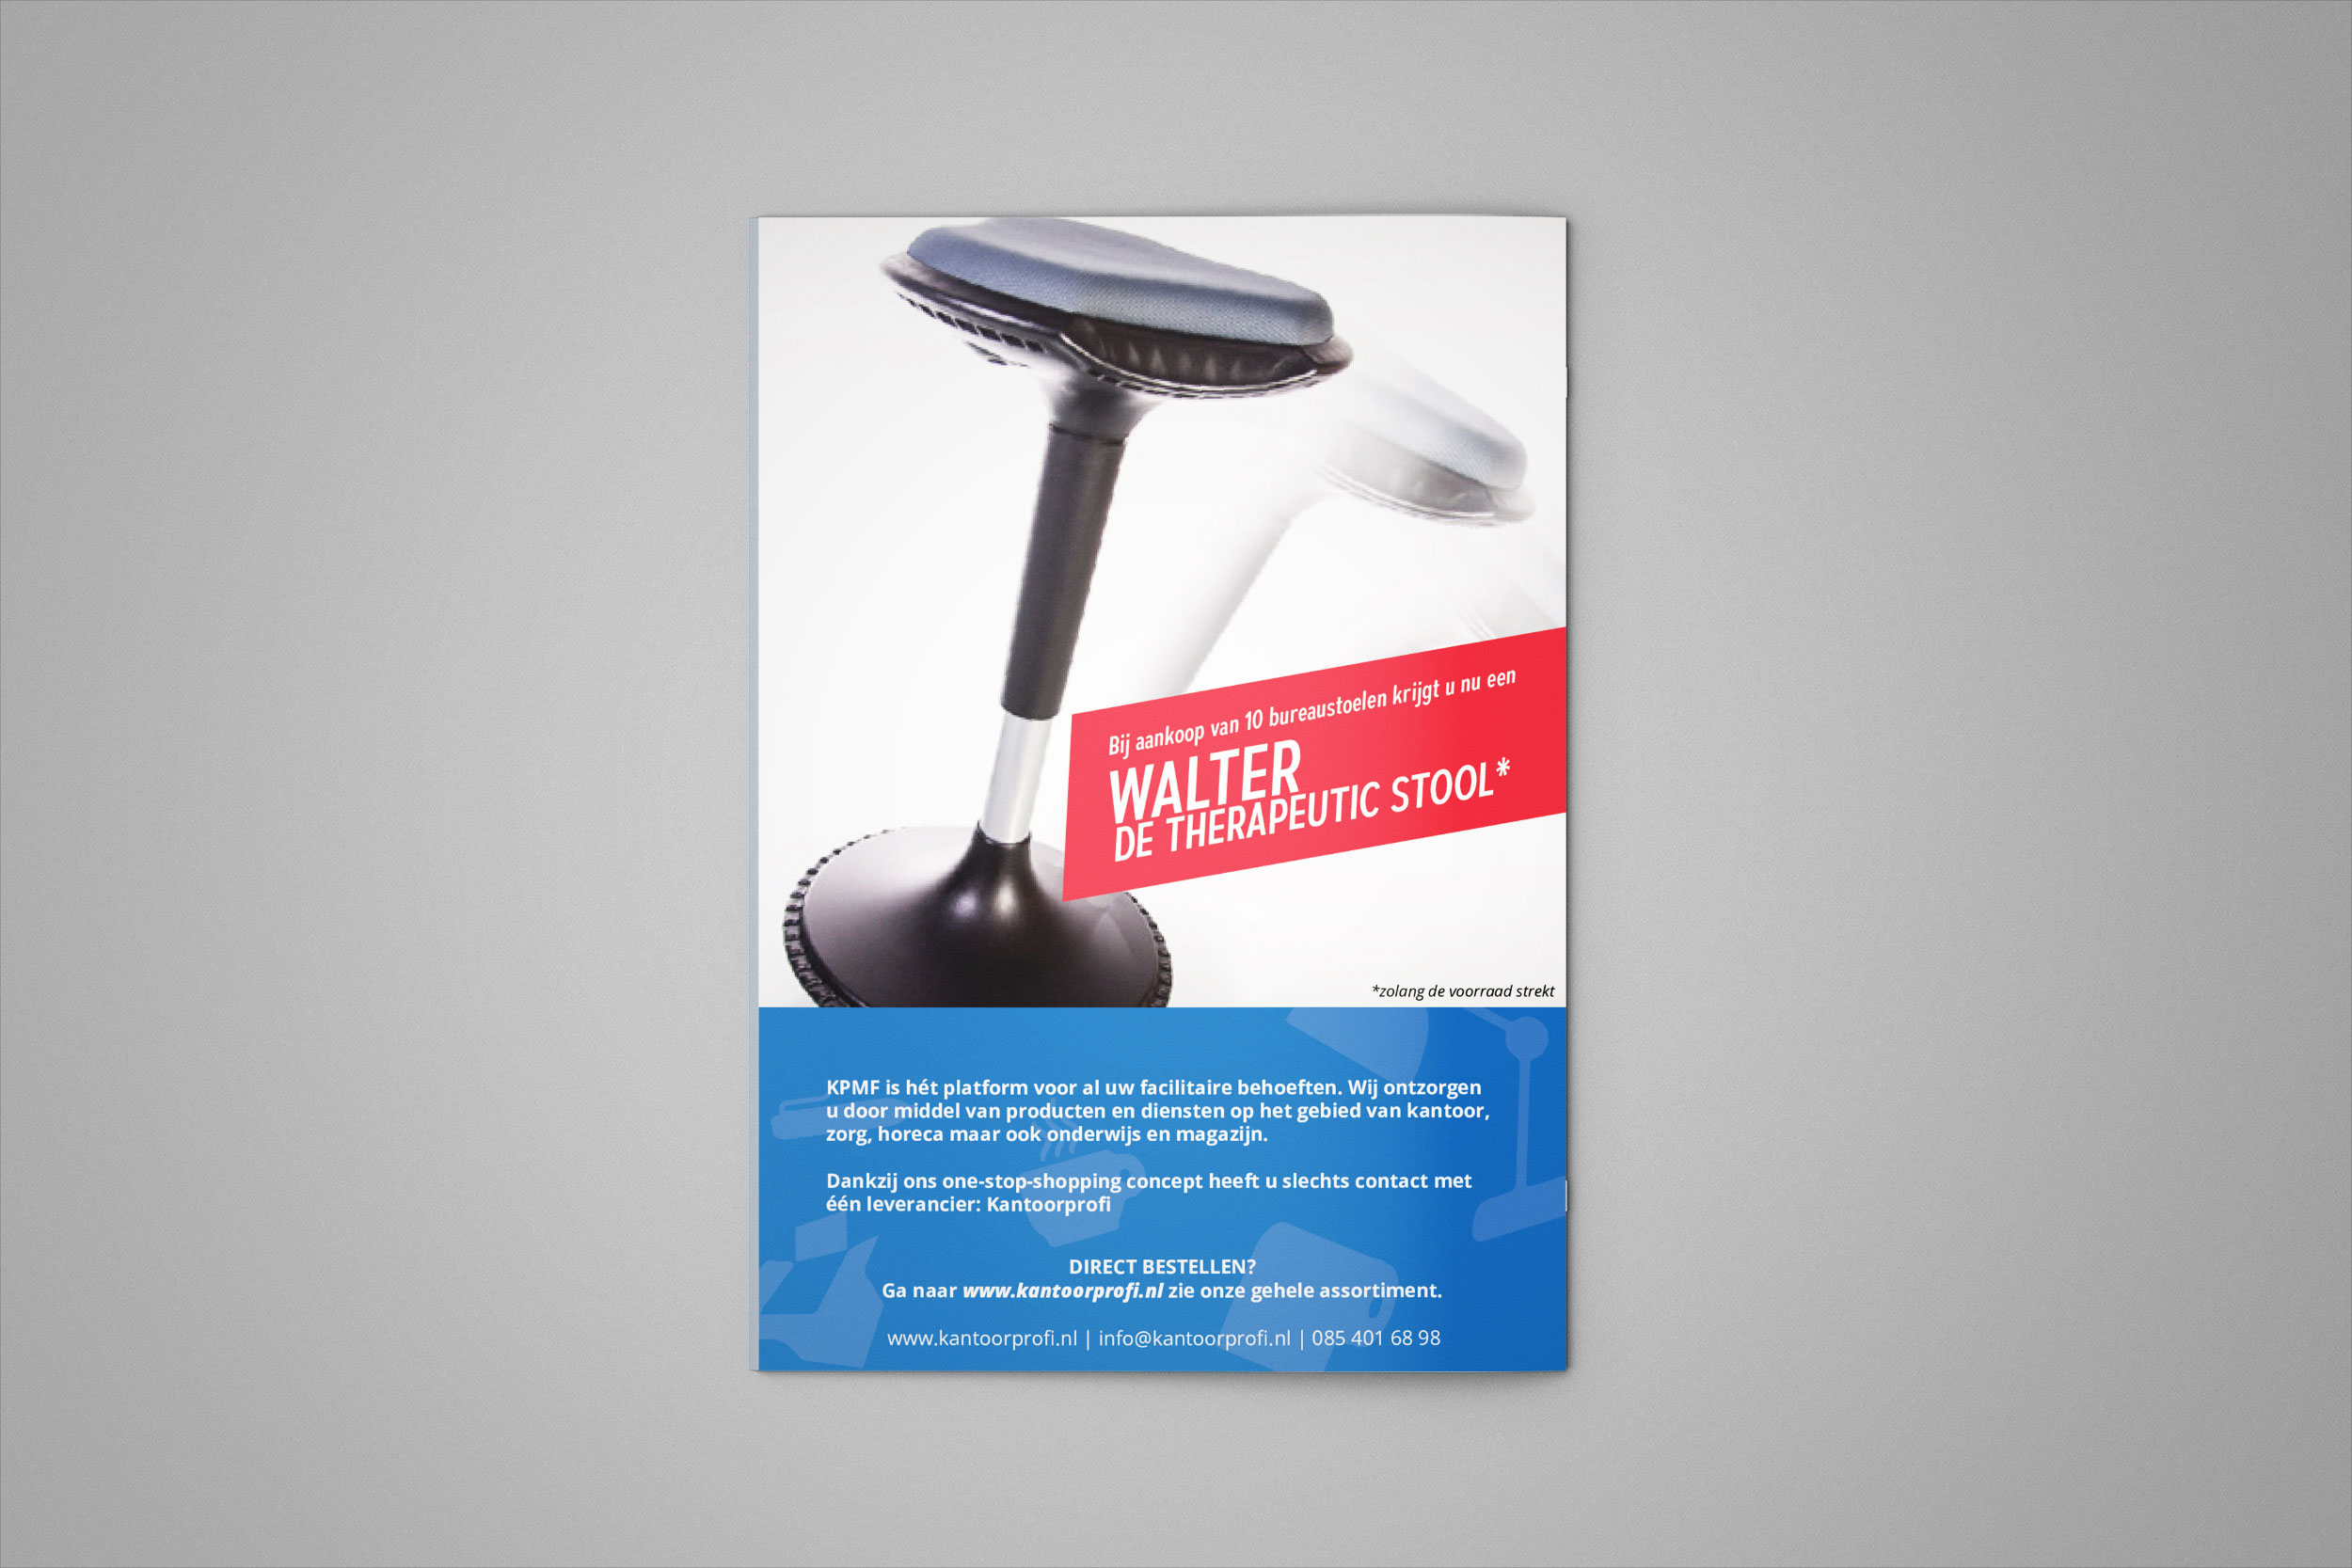 Bij aankoop van 10 bureaustoelen krijgt u nu een
WALTER
DE THERAPEUTIC STOOL*
*zolang de voorraad strekt
KPMF is hét platform voor al uw facilitaire behoeften. Wij ontzorgen
u door middel van producten en diensten op het gebied van kantoor,
zorg, horeca maar ook onderwijs en magazijn.
Dankzij ons one-stop-shopping concept heeft u slechts contact met
één leverancier: Kantoorprofi
DIRECT BESTELLEN?
Ga naar www.kantoorprofi.nl zie onze gehele assortiment.
www.kantoorprofi.nl | info@kantoorprofi.nl | 085 401 68 98